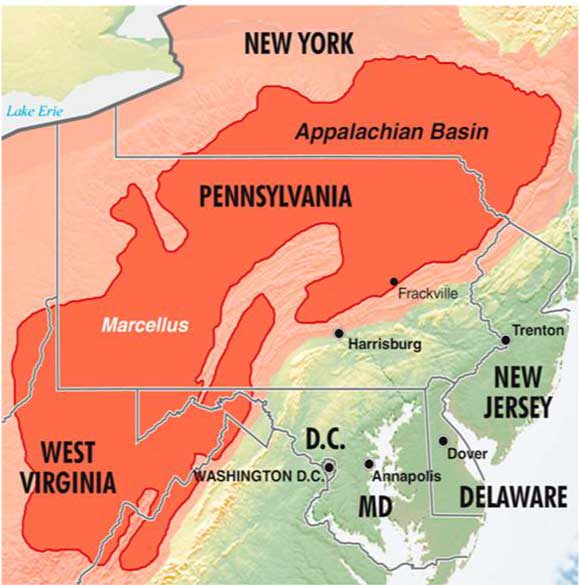 NEW YORK
Lake Erie
Appalachian Basin
PENNSYLVANIA
Frackville
Marcellus
Harrisburg
Trenton
NEW
JERSEY
WEST
VIRGINIA
D.C.
WASHINGTON D.C.
Annapolis
Dover
MD
DELAWARE